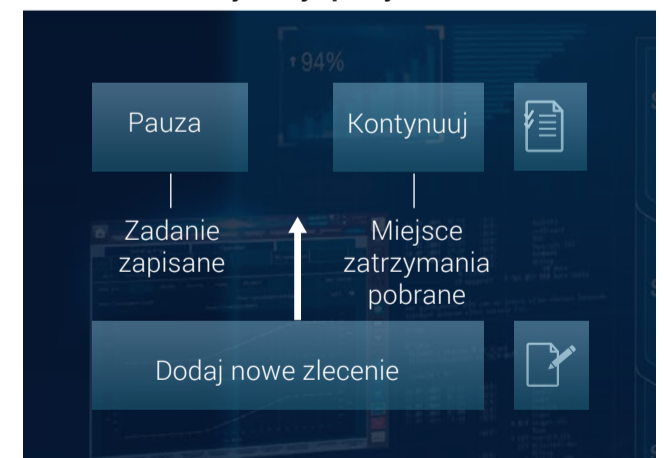 ↑94%
Pauza
Kontynuuj
Zadanie
zapisane
Miejsce
zatrzymania
pobrane
Dodaj nowe zlecenie